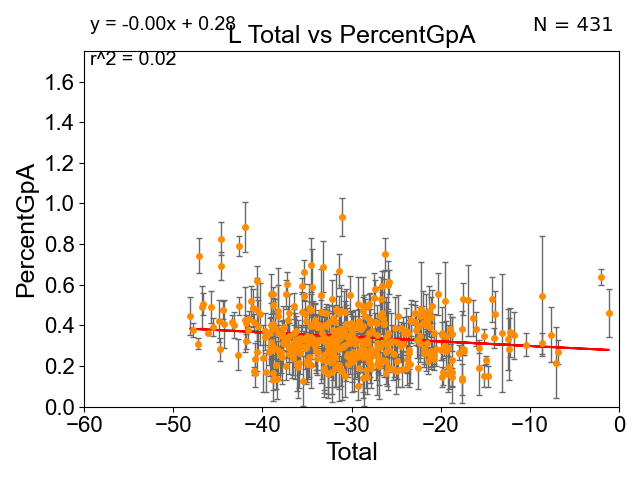 y = -0.00x + 0.28
N = 431
L Total vs PercentGpA
r^2 = 0.02
PercentGpA
1.6
1.4
1.2
1.0
0.8
0.6
0.4
0.2
0.0
−60 −50 −40 −30 −20 −10 0
Total